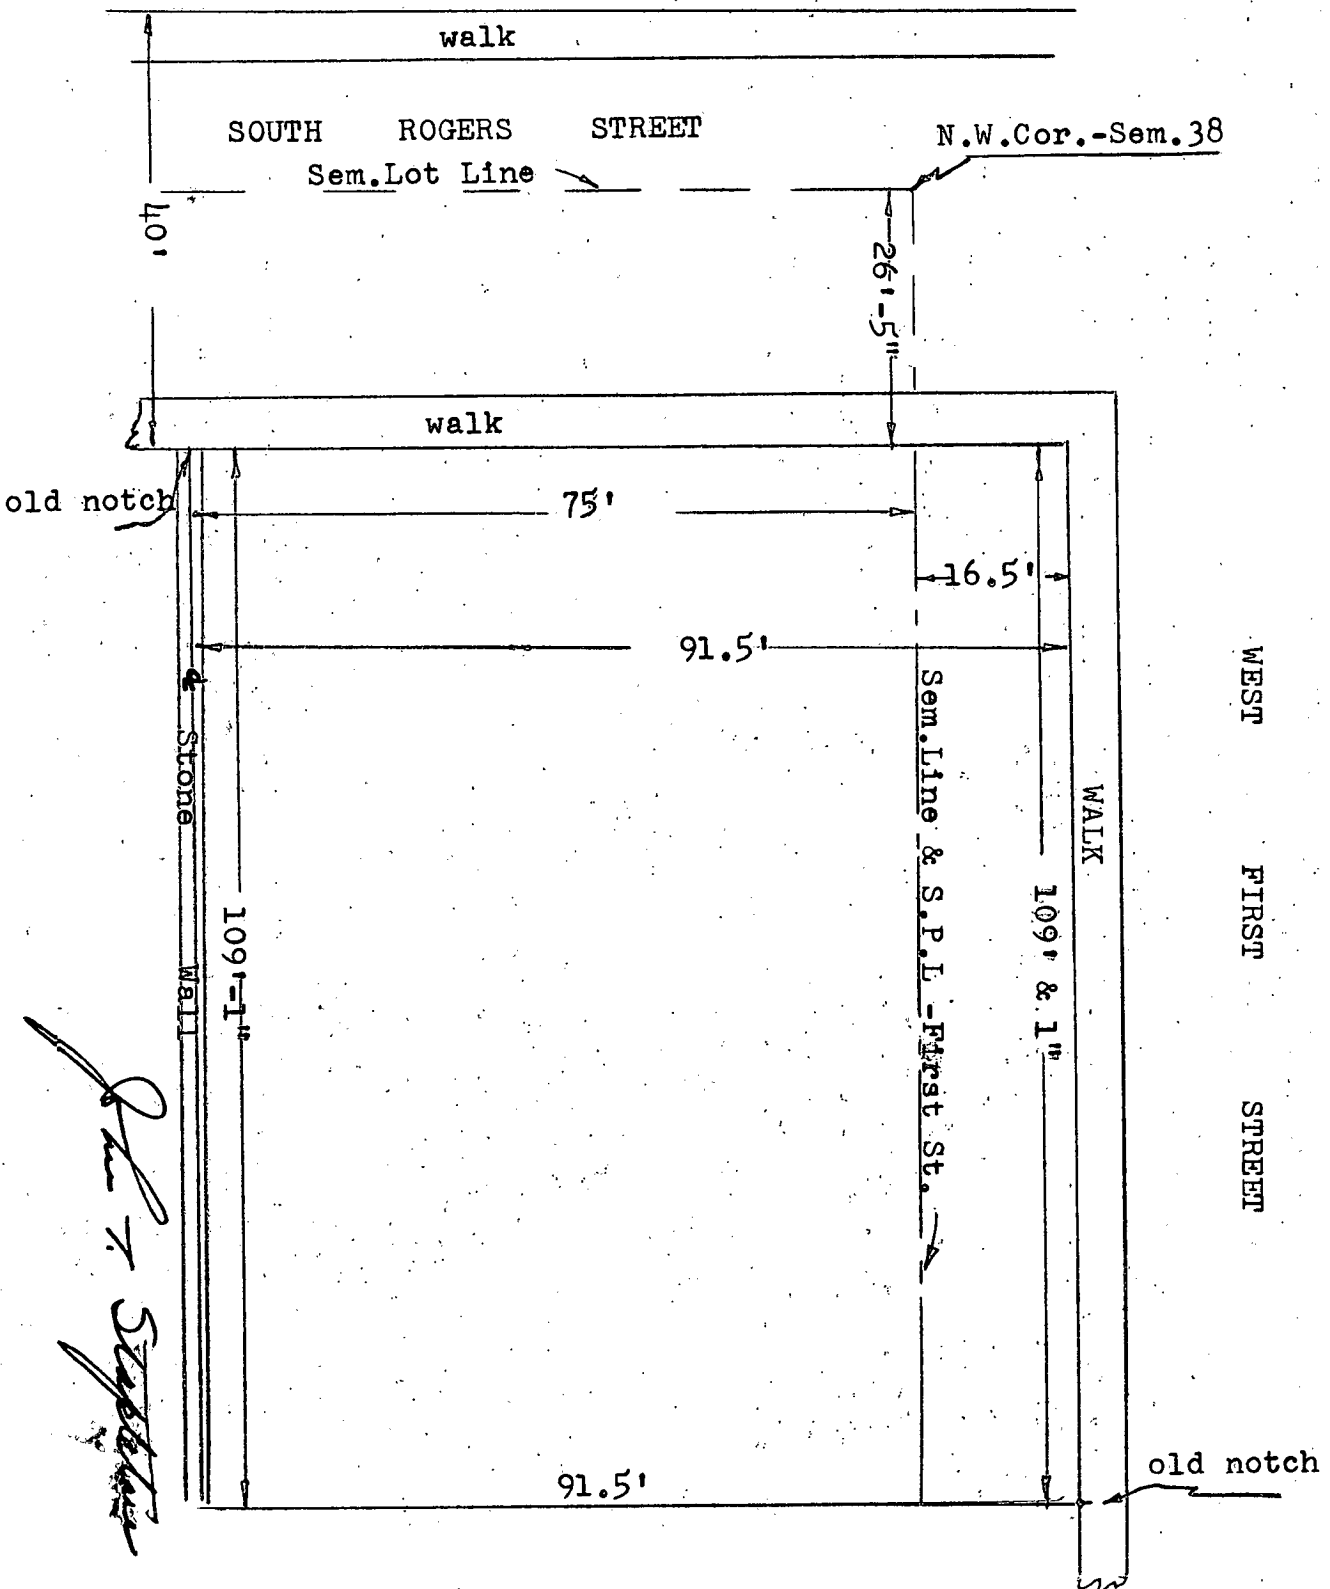 walk
SOUTH ROGERS STREET
N.W.Cor.-Sem.38
Sem.Lot Line
40'
26'-5"
walk
old notch
75'
16.5'
91.5'
WEST FIRST STREET
WALK
Sem.Line & S.P.L -First St.
109' & 1"
¢ Stone Wall
109'-1"
John T. Stapleton
91.5'
old notch